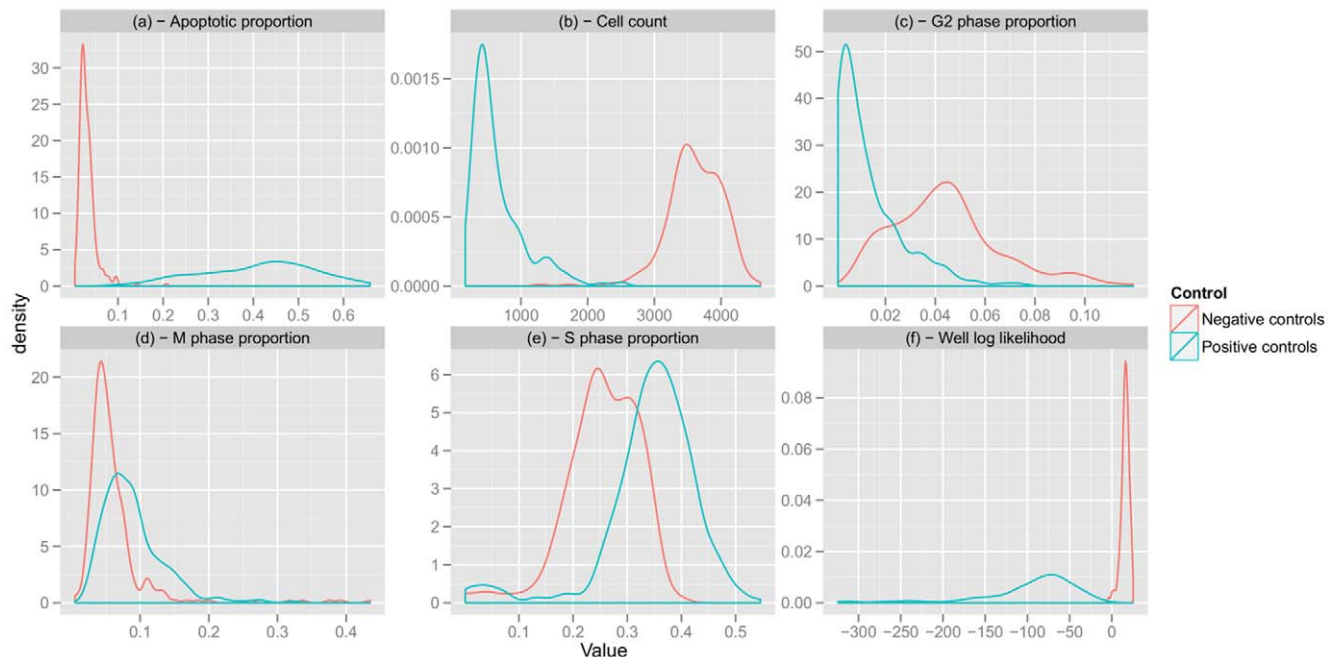 (a) − Apoptotic proportion
(b) − Cell count
(c) − G2 phase proportion
35
30
25
20
15
10
5
0
0.1 0.2 0.3 0.4 0.5 0.6
0.0015
0.0010
0.0005
0.0000
1000 2000 3000 4000
50
40
30
20
10
0
0.02 0.04 0.06 0.08 0.10
density
(d) − M phase proportion
(e) − S phase proportion
(f) − Well log likelihood
20
15
10
5
0
0.1 0.2 0.3 0.4
6
5
4
3
2
1
0
0.1 0.2 0.3 0.4 0.5
0.08
0.06
0.04
0.02
0.00
−300 −250 −200 −150 −100 −50 0
Value
Control
Negative controls
Positive controls